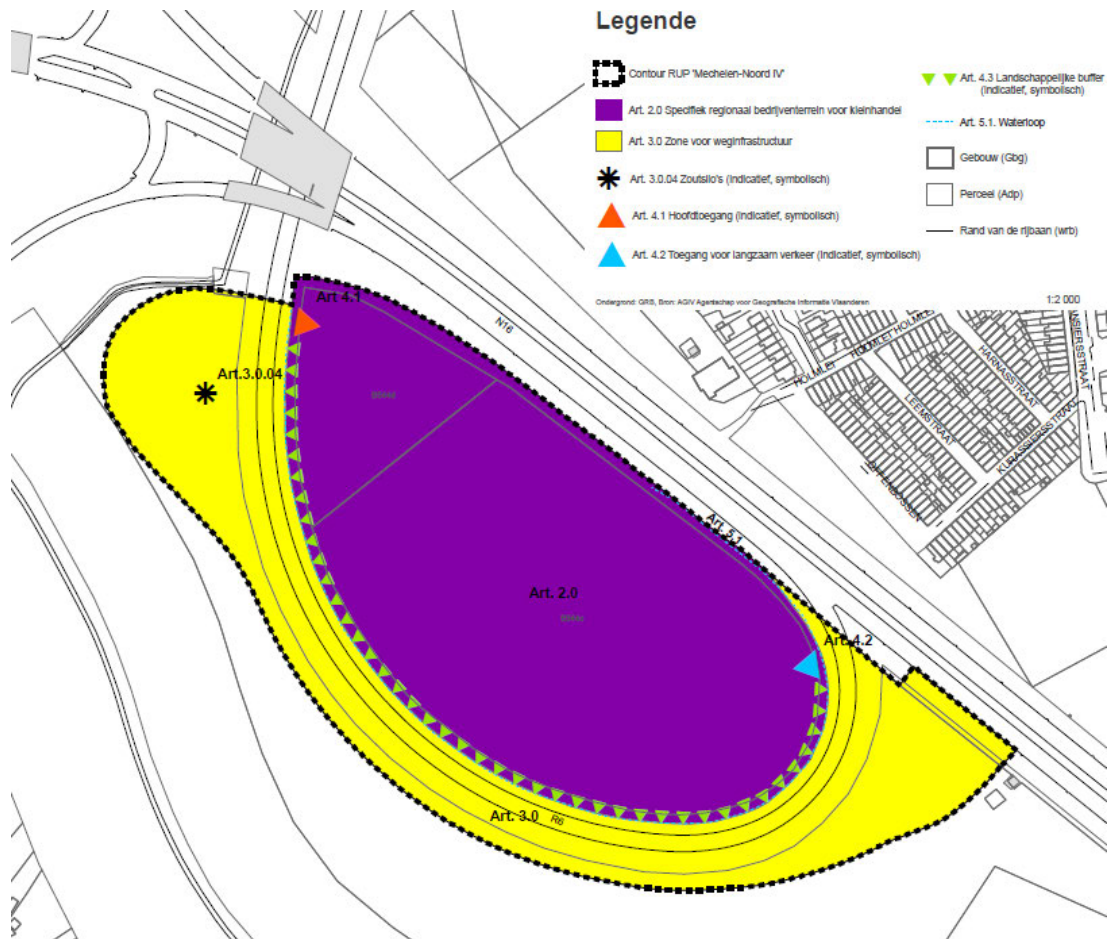 Legende
Contour RUP 'Mechelen-Noord IV'
Art. 2.0 Specifiek regionaal bedrijventerrein voor kleinhandel
Art. 3.0 Zone voor weginfrastructuur
Art. 3.0.04 Zoutsilo's (Indicatief, symbolisch)
Art. 4.1 Hoofdtoegang (Indicatief, symbolisch)
Art. 4.2 Toegang voor langzaam verkeer (Indicatief, symbolisch)
Art. 4.3 Landschappelijke buffer
(Indicatief, symbolisch)
Art. 5.1. Waterloop
Gebouw (Gbg)
Perceel (Adp)
Rand van de rijbaan (wrb)
Ondergrond: GRB, Bron: AGIV Agentschap voor Geografische Informatie Vlaanderen
1:2 000
Art 4.1
N16
HOLMLET
HOLMLET
HOLMLET
HARNASSTRAAT
LEEMSTRAAT
KURASSIERSSTRAAT
Art.3.0.04
Art. 5.1
Art. 2.0
Art. 4.2
Art. 3.0
R6